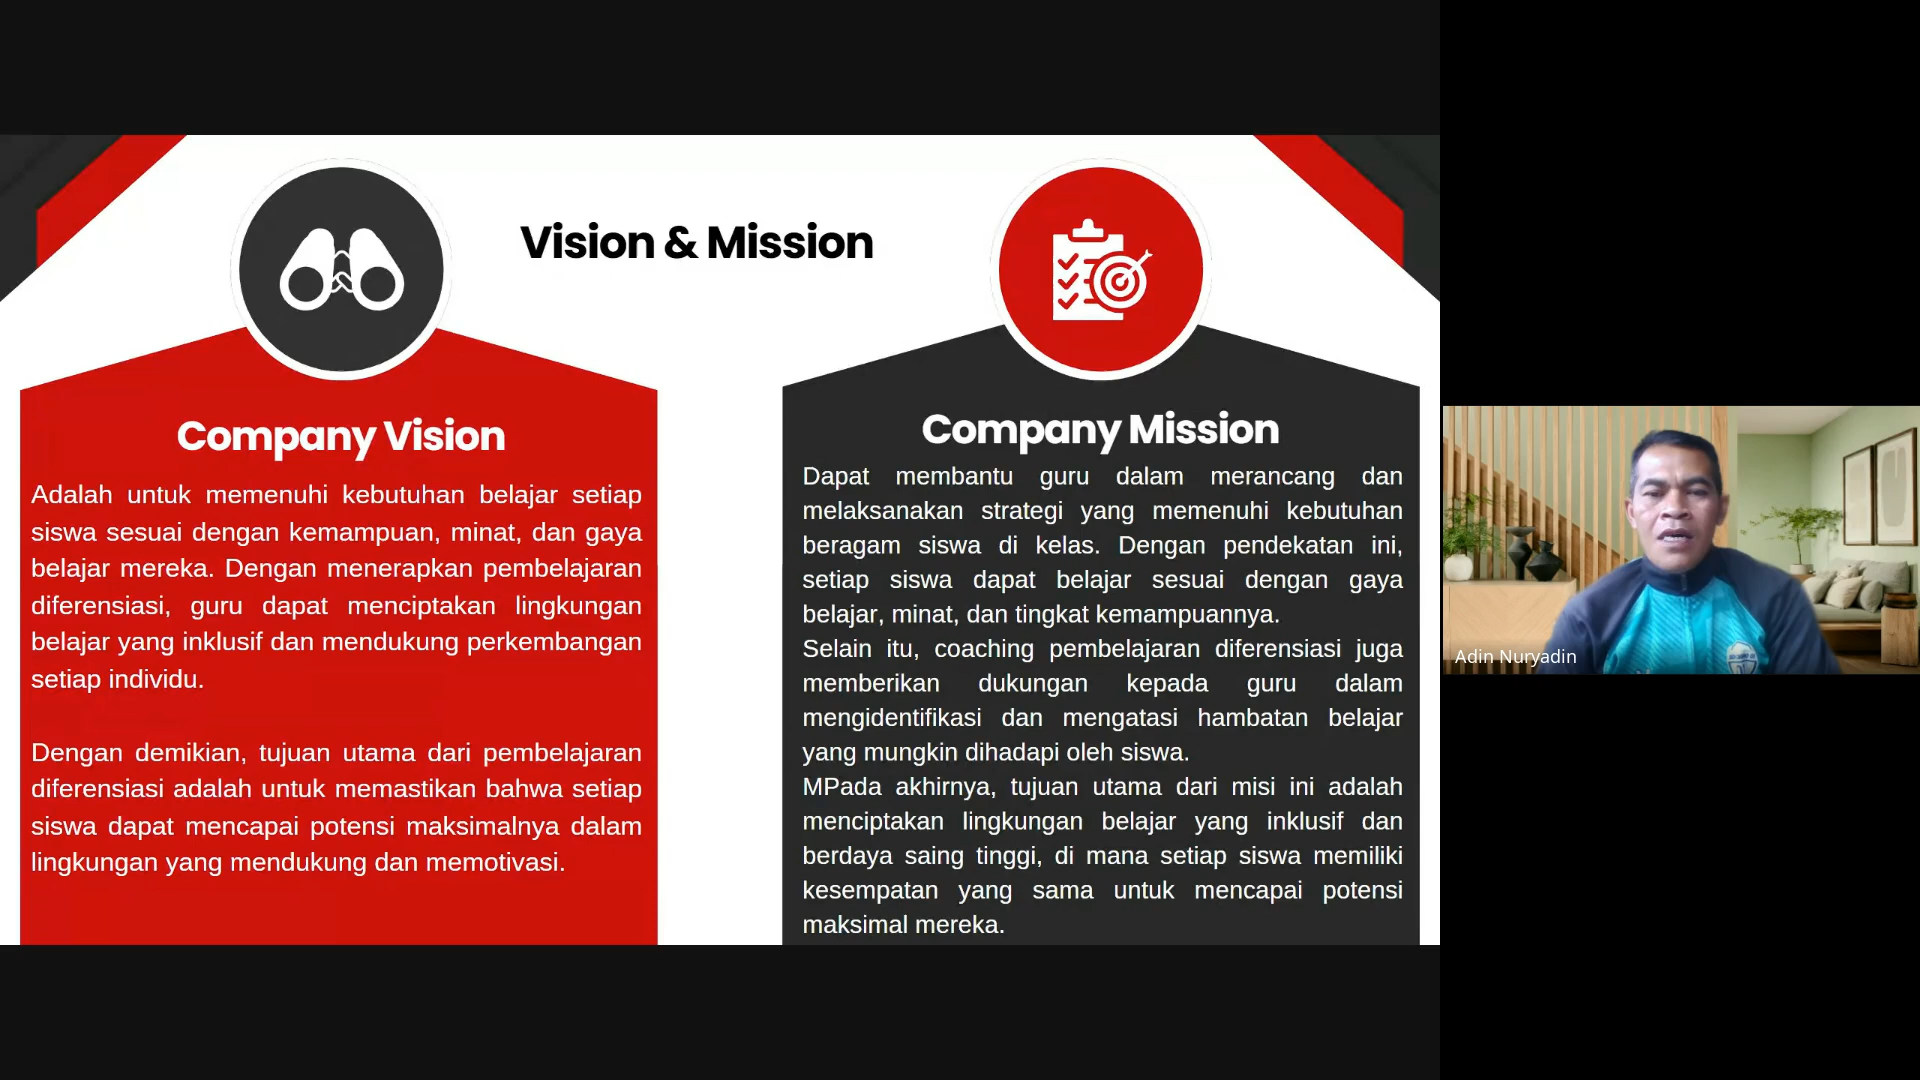 Vision & Mission
Company Vision
Adalah untuk memenuhi kebutuhan belajar setiap
siswa sesuai dengan kemampuan, minat, dan gaya
belajar mereka. Dengan menerapkan pembelajaran
diferensiasi, guru dapat menciptakan lingkungan
belajar yang inklusif dan mendukung perkembangan
setiap individu.
Dengan demikian, tujuan utama dari pembelajaran
diferensiasi adalah untuk memastikan bahwa setiap
siswa dapat mencapai potensi maksimalnya dalam
lingkungan yang mendukung dan memotivasi.
Company Mission
Dapat membantu guru dalam merancang dan
melaksanakan strategi yang memenuhi kebutuhan
beragam siswa di kelas. Dengan pendekatan ini,
setiap siswa dapat belajar sesuai dengan gaya
belajar, minat, dan tingkat kemampuannya.
Selain itu, coaching pembelajaran diferensiasi juga
memberikan dukungan kepada guru dalam
mengidentifikasi dan mengatasi hambatan belajar
yang mungkin dihadapi oleh siswa.
MPada akhirnya, tujuan utama dari misi ini adalah
menciptakan lingkungan belajar yang inklusif dan
berdaya saing tinggi, di mana setiap siswa memiliki
kesempatan yang sama untuk mencapai potensi
maksimal mereka.
Adin Nuryadin